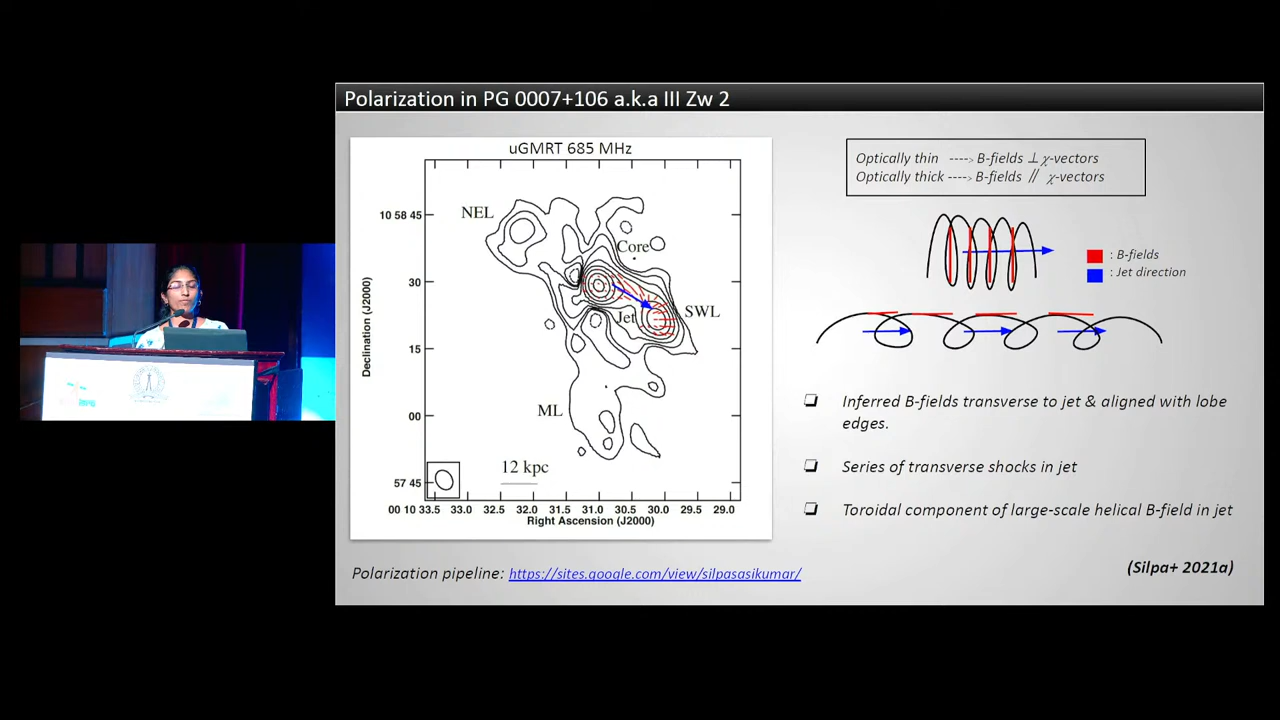 Polarization in PG 0007+106 a.k.a III Zw 2
uGMRT 685 MHz
NEL
Core
Jet
SWL
ML
12 kpc
10 58 45
30
15
00
57 45
Declination (J2000)
00 10 33.5 33.0 32.5 32.0 31.5 31.0 30.5 30.0 29.5 29.0
Right Ascension (J2000)
Optically thin ----> B-fields ⊥ χ-vectors
Optically thick ----> B-fields // χ-vectors
: B-fields
: Jet direction
Inferred B-fields transverse to jet & aligned with lobe
edges.
Series of transverse shocks in jet
Toroidal component of large-scale helical B-field in jet
(Silpa+ 2021a)
Polarization pipeline: https://sites.google.com/view/silpasasikumar/